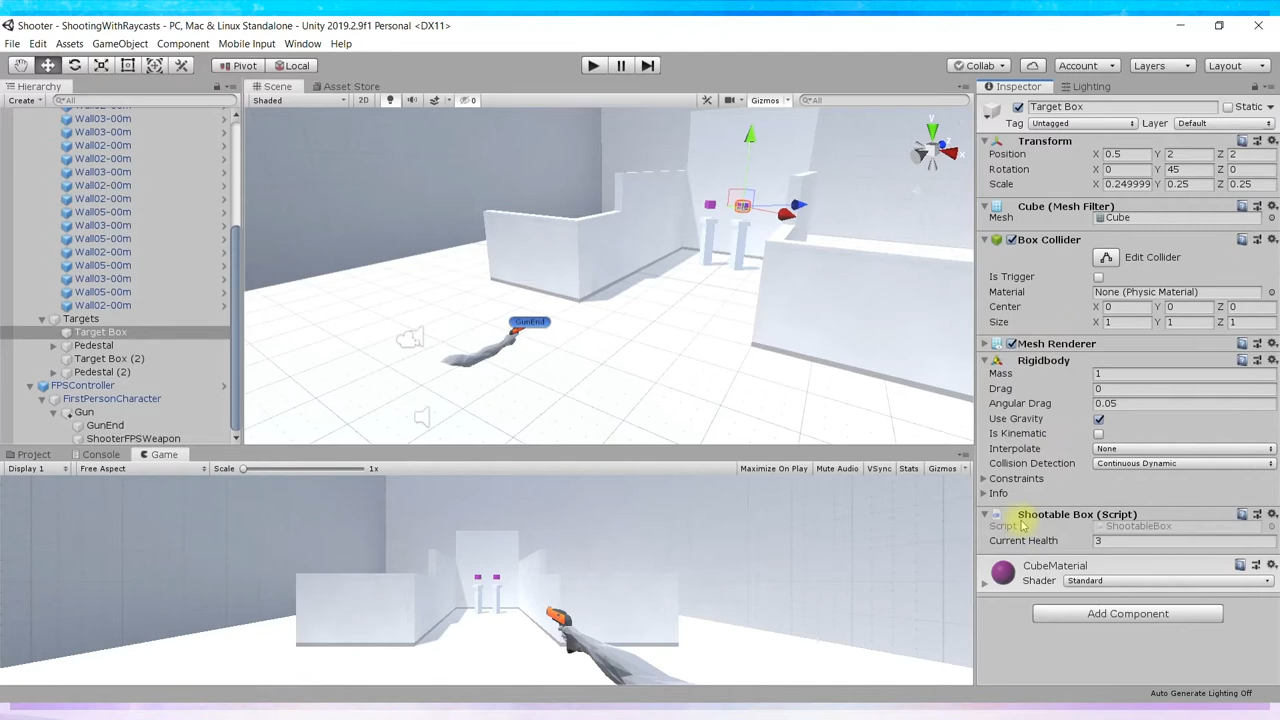 Shooter - ShootingWithRaycasts - PC, Mac & Linux Standalone - Unity 2019.2.9f1 Personal <DX11>
File Edit Assets GameObject Component Mobile Input Window Help
Pivot Local Collab Account Layers Layout
Hierarchy
Create All
Wall02-00m
Wall03-00m
Wall03-00m
Wall02-00m
Wall02-00m
Wall03-00m
Wall02-00m
Wall02-00m
Wall05-00m
Wall03-00m
Wall05-00m
Wall02-00m
Wall05-00m
Wall03-00m
Wall05-00m
Wall02-00m
Targets
Target Box
Pedestal
Target Box (2)
Pedestal (2)
FPSController
FirstPersonCharacter
Gun
GunEnd
ShooterFPSWeapon
Scene Asset Store
Shaded 2D 0 Gizmos All
y
x
GunEnd
Project Console Game
Display 1 Free Aspect Scale 1x Maximize On Play Mute Audio VSync Stats Gizmos
Inspector Lighting
Target Box Static
Tag Untagged Layer Default
Transform
Position X 0.5 Y 2 Z 2
Rotation X 0 Y 45 Z 0
Scale X 0.249999 Y 0.25 Z 0.25
Cube (Mesh Filter)
Mesh Cube
Box Collider
Edit Collider
Is Trigger
Material None (Physic Material)
Center X 0 Y 0 Z 0
Size X 1 Y 1 Z 1
Mesh Renderer
Rigidbody
Mass 1
Drag 0
Angular Drag 0.05
Use Gravity
Is Kinematic
Interpolate None
Collision Detection Continuous Dynamic
Constraints
Info
Shootable Box (Script)
Script ShootableBox
Current Health 3
CubeMaterial
Shader Standard
Add Component
Auto Generate Lighting Off